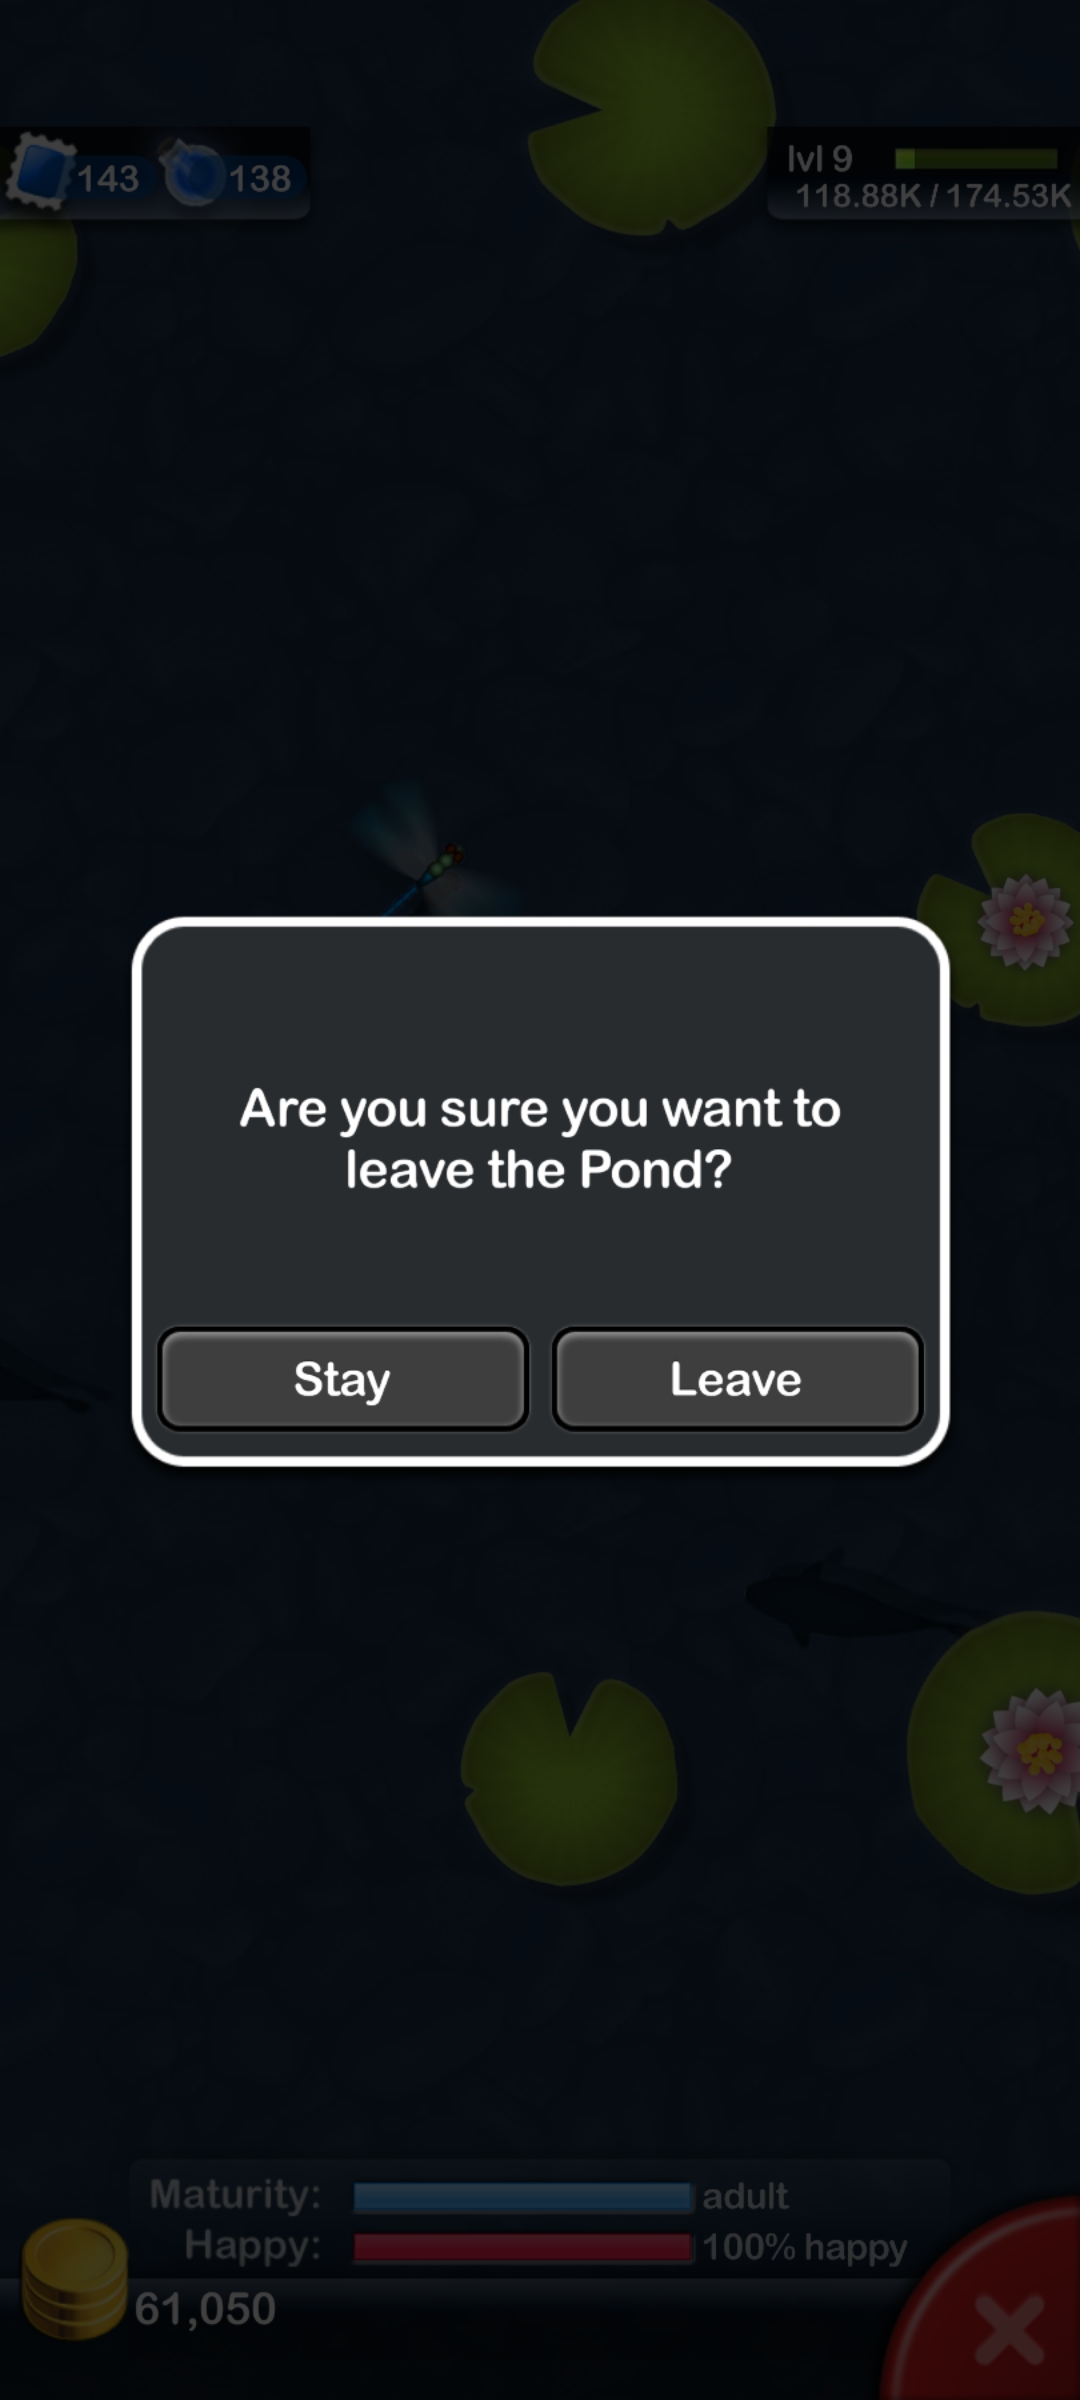 143
138
lvl 9
118.88K / 174.53K
Are you sure you want to
leave the Pond?
Stay
Leave
Maturity:
adult
Happy:
100% happy
61,050